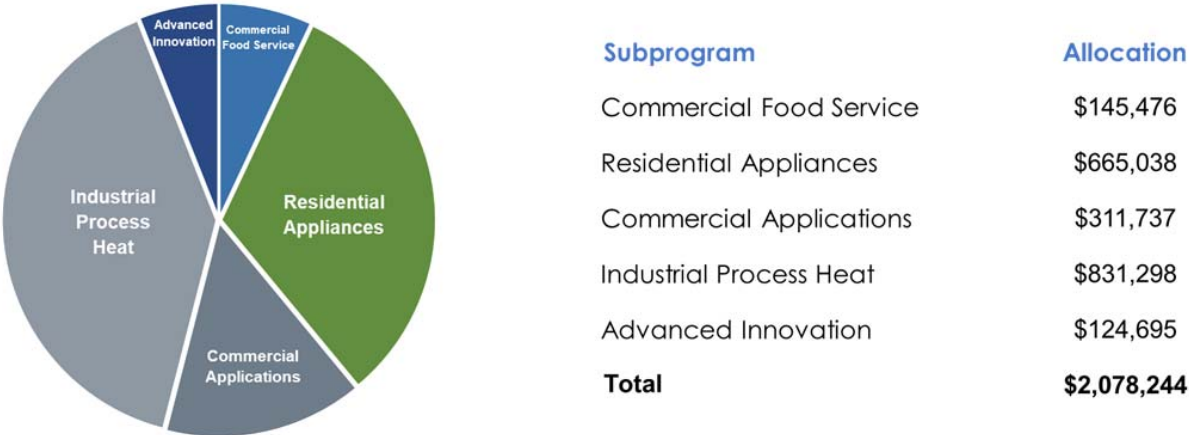 Advanced
Innovation
Commercial
Food Service
Residential
Appliances
Commercial
Applications
Industrial
Process
Heat
Subprogram Allocation
Commercial Food Service $145,476
Residential Appliances $665,038
Commercial Applications $311,737
Industrial Process Heat $831,298
Advanced Innovation $124,695
Total $2,078,244